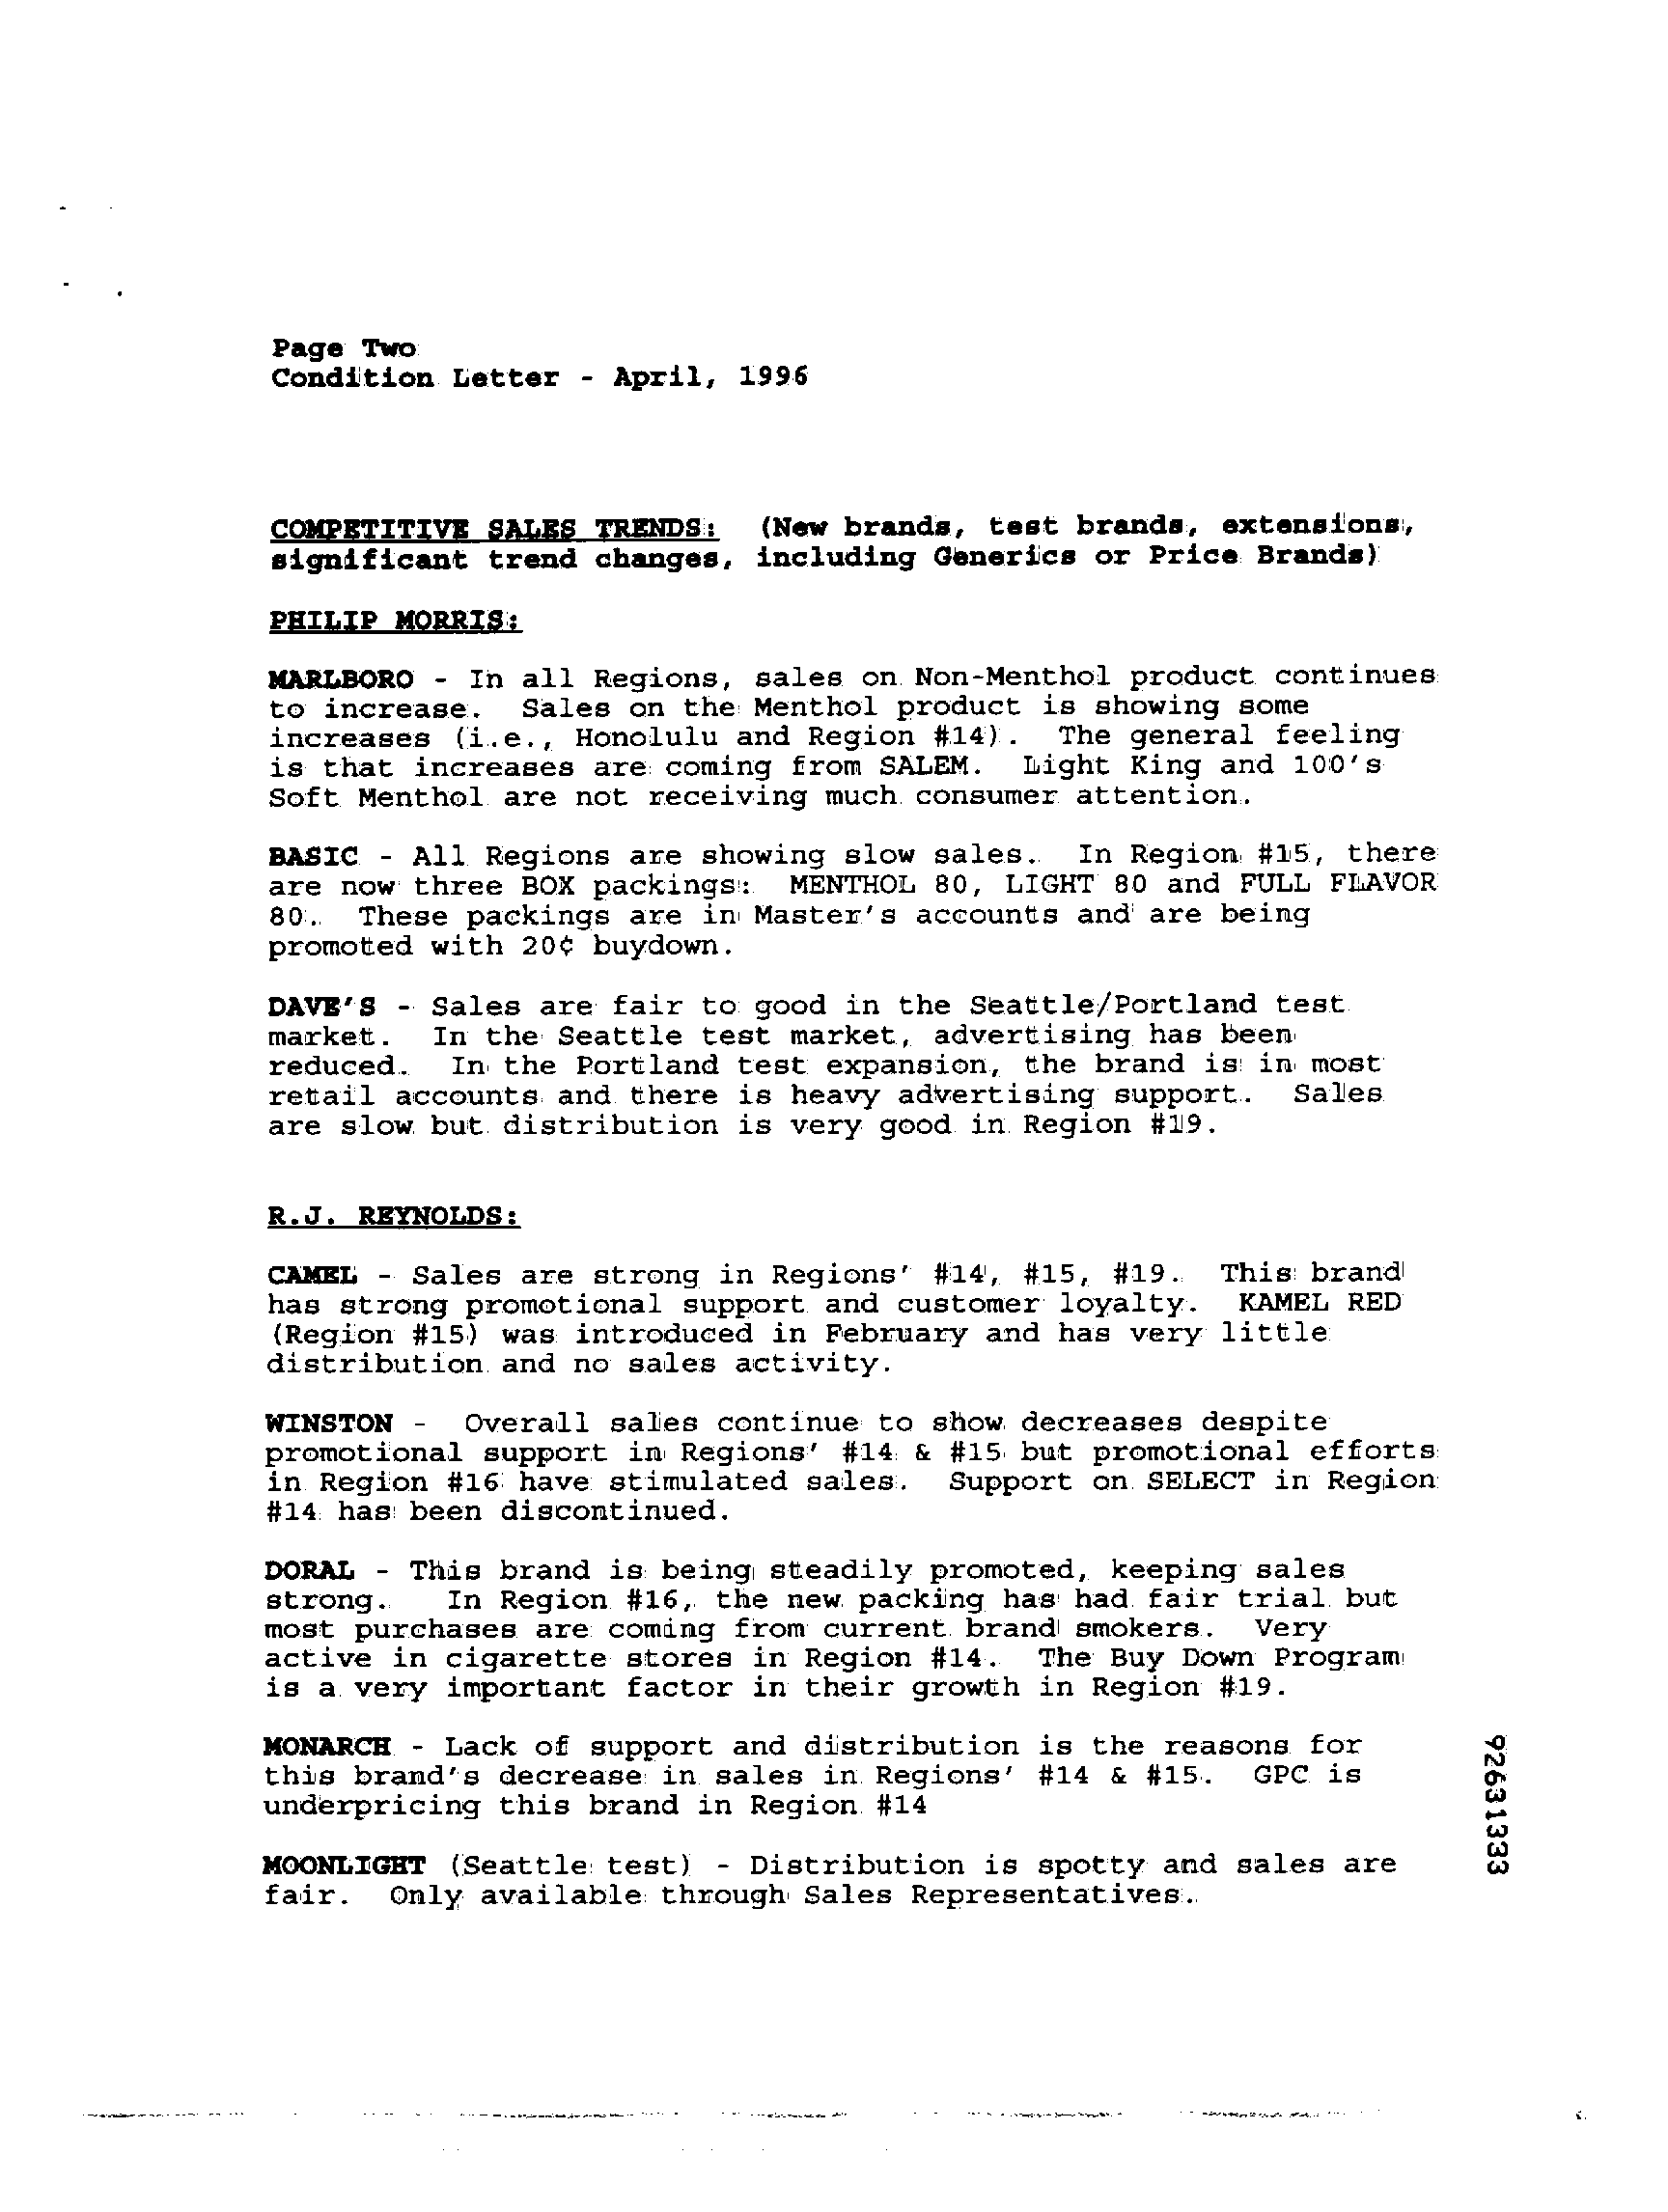 Page Two
Condition Letter - April, 1996
COMPETITIVE SALES TRENDS: (New brands, test brands, extensions,
significant trend changes, including Generics or Price Brands)
PHILIP MORRIS:
MARLBORO - In all Regions, sales on Non-Menthol product continues
to increase. Sales on the Menthol product is showing some
increases (i.e., Honolulu and Region #14). The general feeling
is that increases are coming from SALEM. Light King and 100's
Soft Menthol are not receiving much consumer attention.
BASIC - All Regions are showing slow sales. In Region #15, there
are now three BOX packings: MENTHOL 80, LIGHT 80 and FULL FLAVOR
80. These packings are in Master's accounts and are being
promoted with 20¢ buydown.
DAVE'S - Sales are fair to good in the Seattle/Portland test
market. In the Seattle test market, advertising has been
reduced. In the Portland test expansion, the brand is in most
retail accounts and there is heavy advertising support. Sales
are slow but distribution is very good in Region #19.
R.J. REYNOLDS:
CAMEL - Sales are strong in Regions' #14, #15, #19. This brand
has strong promotional support and customer loyalty. KAMEL RED
(Region #15) was introduced in February and has very little
distribution and no sales activity.
WINSTON - Overall sales continue to show decreases despite
promotional support in Regions' #14 & #15 but promotional efforts
in Region #16 have stimulated sales. Support on SELECT in Region
#14 has been discontinued.
DORAL - This brand is being steadily promoted, keeping sales
strong. In Region #16, the new packing has had fair trial but
most purchases are coming from current brand smokers. Very
active in cigarette stores in Region #14. The Buy Down Program
is a very important factor in their growth in Region #19.
MONARCH - Lack of support and distribution is the reasons for
this brand's decrease in sales in Regions' #14 & #15. GPC is
underpricing this brand in Region #14
MOONLIGHT (Seattle test) - Distribution is spotty and sales are
fair. Only available through Sales Representatives.
92631333